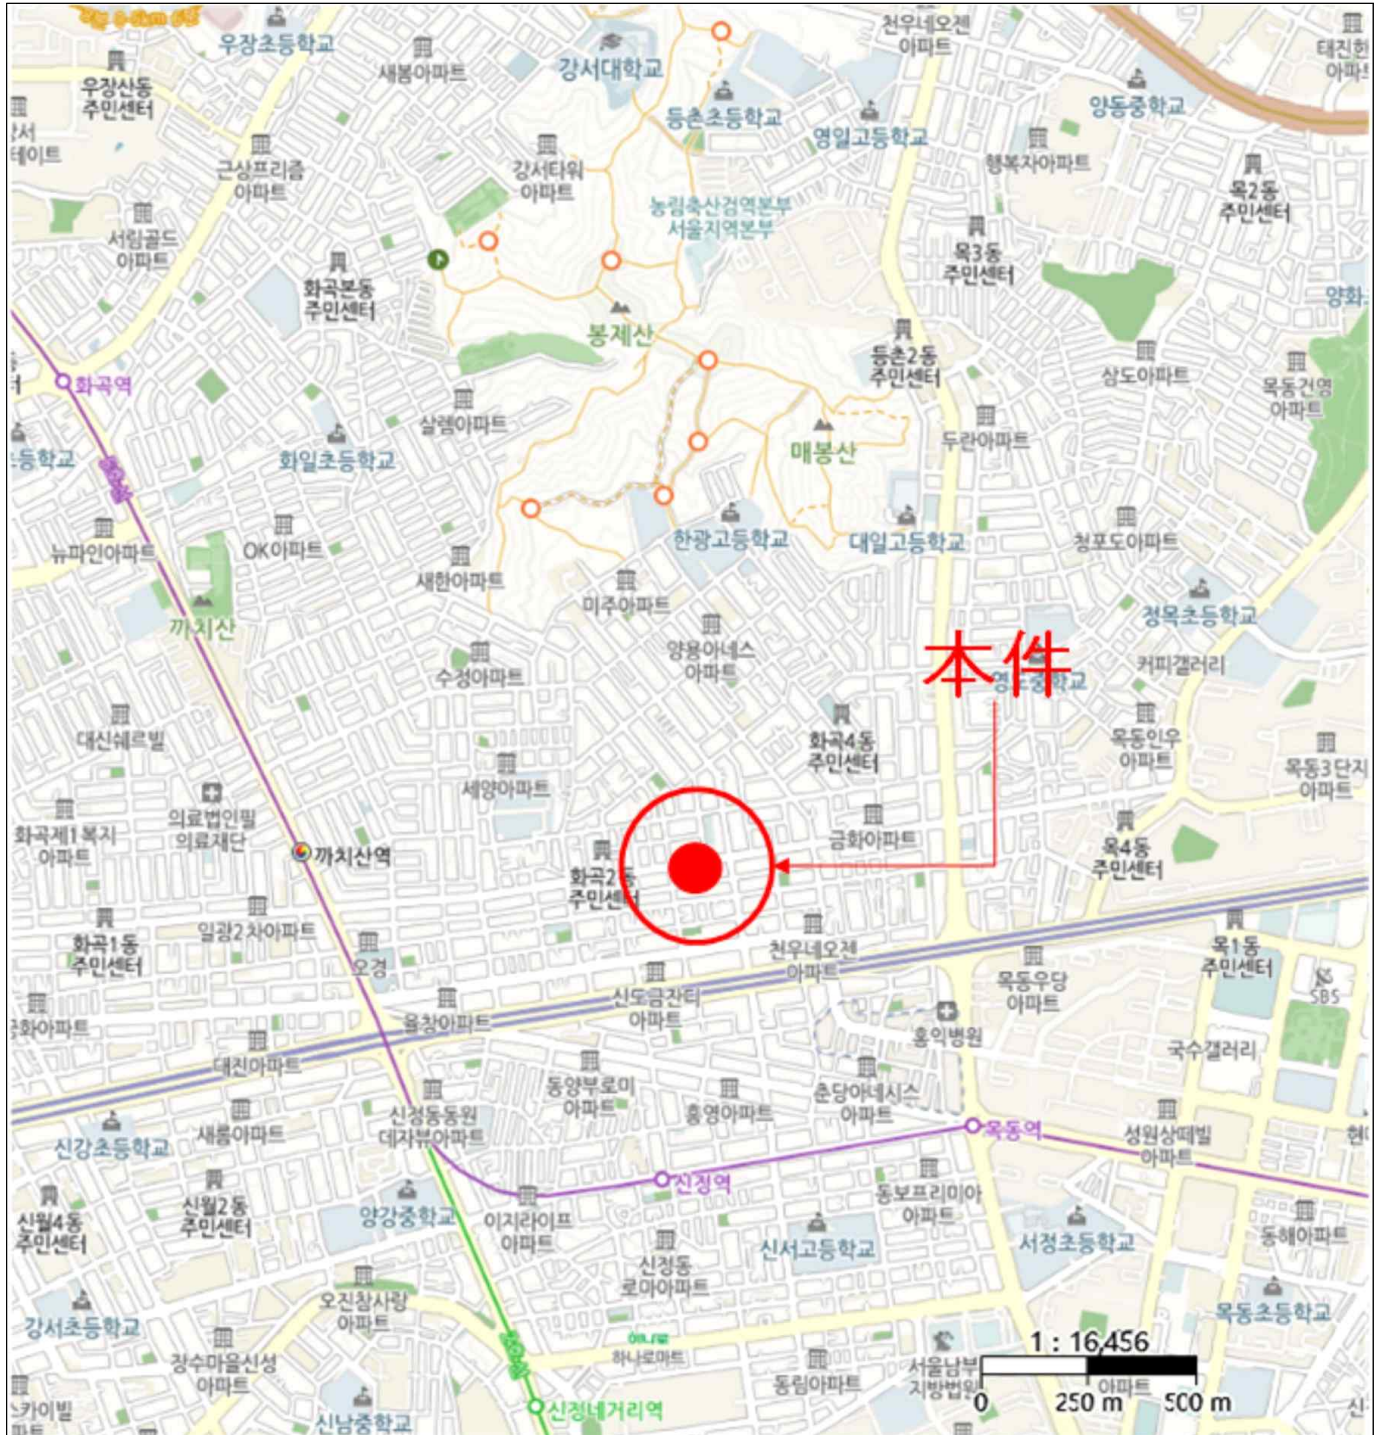 우장초등학교
새봄아파트
강서대학교
천우네오젠
아파트
우장산동
주민센터
등촌초등학교
영일고등학교
양동중학교
근상프리즘
아파트
강서타워
아파트
행복자아파트
목2동
주민센터
농림축산검역본부
서울지역본부
서림골드
아파트
목3동
주민센터
화곡본동
주민센터
봉제산
등촌2동
주민센터
삼도아파트
목동건영
아파트
화곡역
살렘아파트
두란아파트
매봉산
화일초등학교
뉴파인아파트
OK아파트
새한아파트
한광고등학교
대일고등학교
청포도아파트
미주아파트
까치산
정목초등학교
양용아네스
아파트
수정아파트
本件
커피갤러리
대신쉐르빌
화곡4동
주민센터
목동인우
아파트
목동3단지
아파트
세양아파트
의료법인필
의료재단
화곡제1복지
아파트
금화아파트
목4동
주민센터
까치산역
화곡2동
주민센터
일광2차아파트
화곡1동
주민센터
오경
천우네오젠
아파트
목1동
주민센터
목동우당
아파트
신도금잔디
아파트
SBS
율창아파트
홍익병원
국수갤러리
대진아파트
동양부로미
아파트
홍영아파트
춘당아네시스
아파트
신정동동원
데자뷰아파트
새롬아파트
신강초등학교
목동역
성원상떼빌
아파트
신정역
신월2동
주민센터
신월4동
주민센터
양강중학교
이지라이프
아파트
동보프리미아
아파트
신서고등학교
서정초등학교
동해아파트
신정동
로마아파트
오진참사랑
아파트
강서초등학교
목동초등학교
장수마을신성
아파트
하나로마트
동림아파트
서울남부
지방법원
1 : 16,456
아파트
0 250 m 500 m
신남중학교
신정네거리역